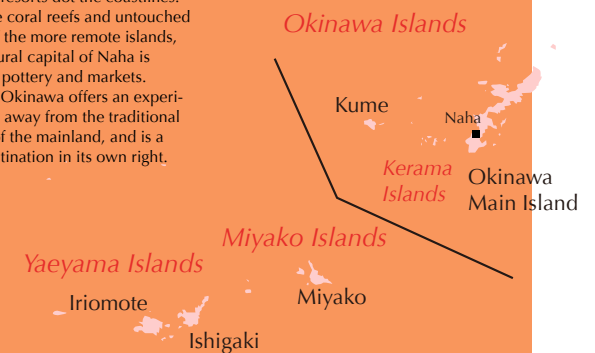 resorts dot the coastlines.
coral reefs and untouched
the more remote islands,
capital of Naha is
pottery and markets.
Okinawa offers an experi-
away from the traditional
of the mainland, and is a
in its own right.
Okinawa Islands
Kume
Naha
Kerama
Islands
Okinawa
Main Island
Miyako Islands
Yaeyama Islands
Miyako
Iriomote
Ishigaki